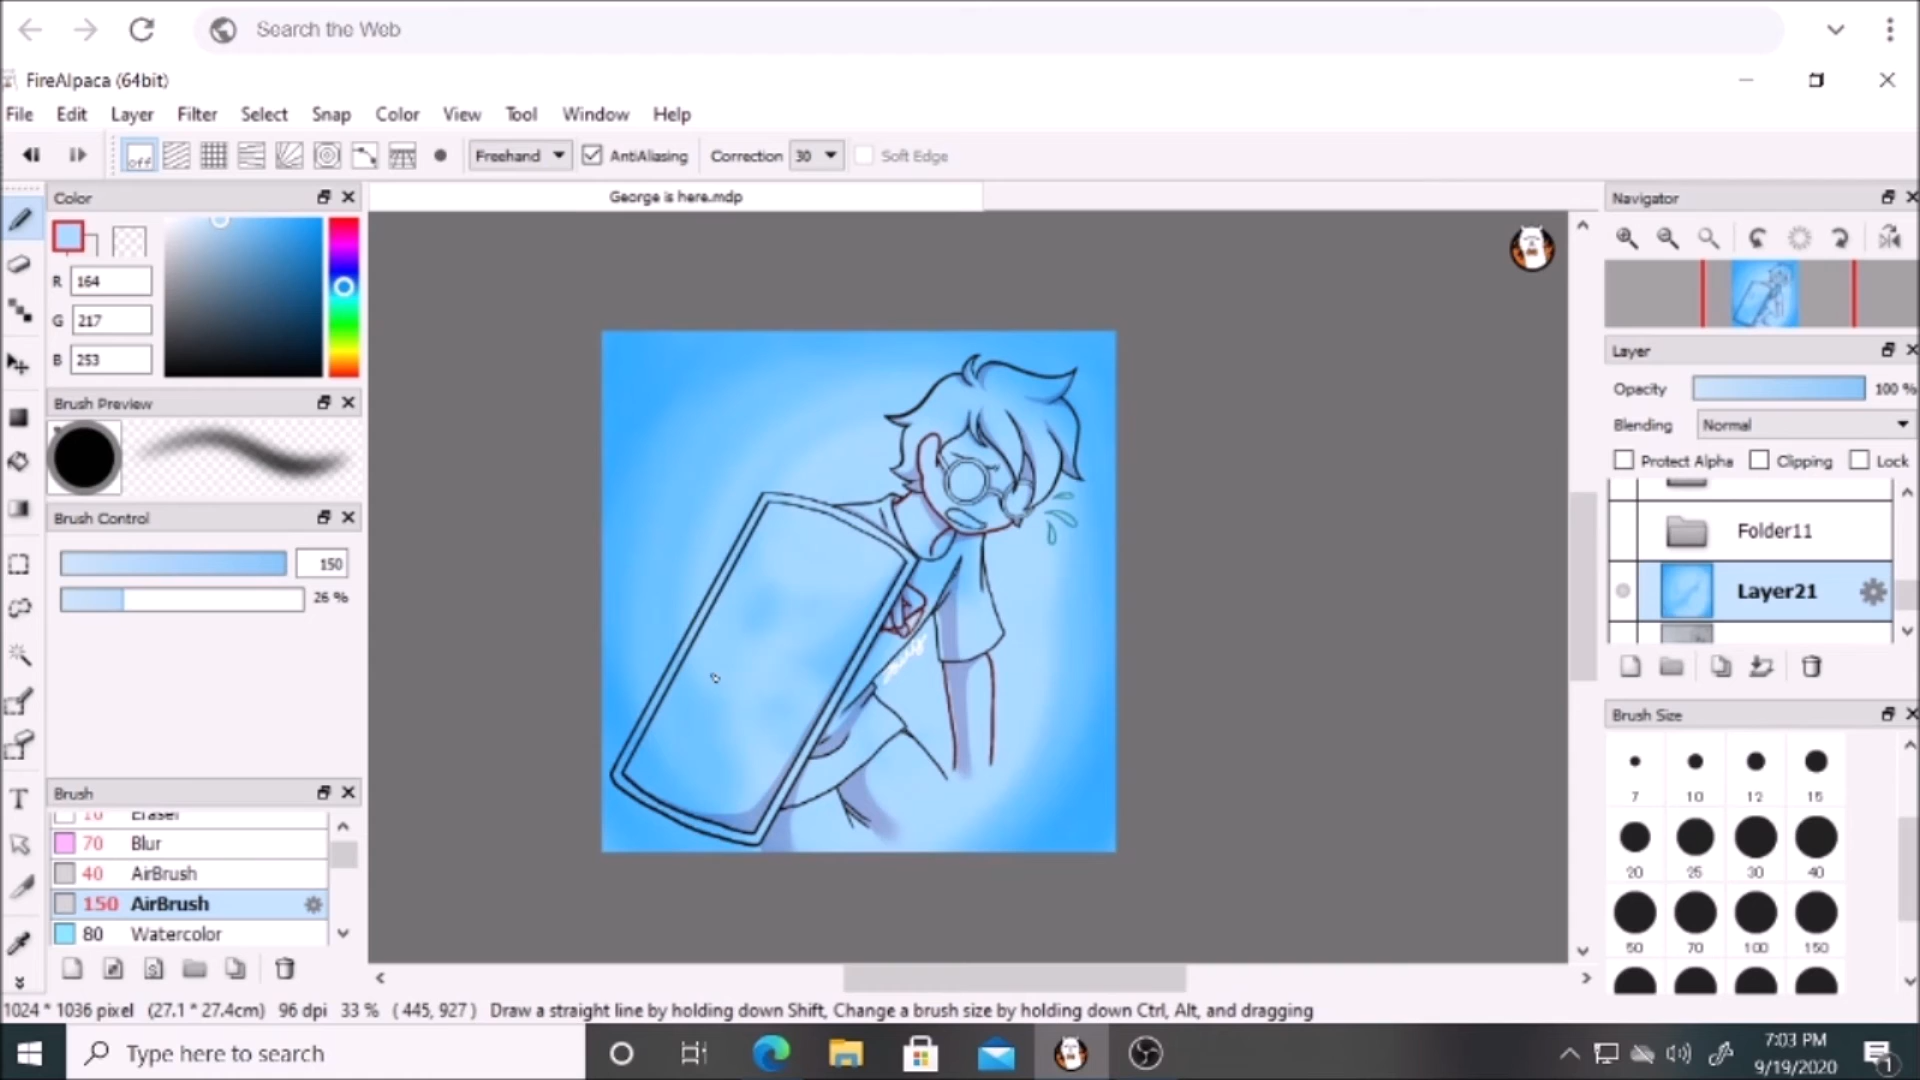 Search the Web
FireAlpaca (64bit)
File Edit Layer Filter Select Snap Color View Tool Window Help
off Freehand AntiAliasing Correction 30 Soft Edge
Color
George is here.mdp
Navigator
R 164
G 217
B 253
Layer
Opacity 100 %
Brush Preview
Blending Normal
Protect Alpha Clipping Lock
Brush Control
Folder11
150
Layer21
26 %
Brush Size
7 10 12 15
Brush
10 Eraser
70 Blur
20 25 30 40
40 AirBrush
150 AirBrush
80 Watercolor
50 70 100 150
1024 * 1036 pixel (27.1 * 27.4cm) 96 dpi 33 % ( 445, 927 ) Draw a straight line by holding down Shift, Change a brush size by holding down Ctrl, Alt, and dragging
Type here to search
7:03 PM
9/19/2020
1